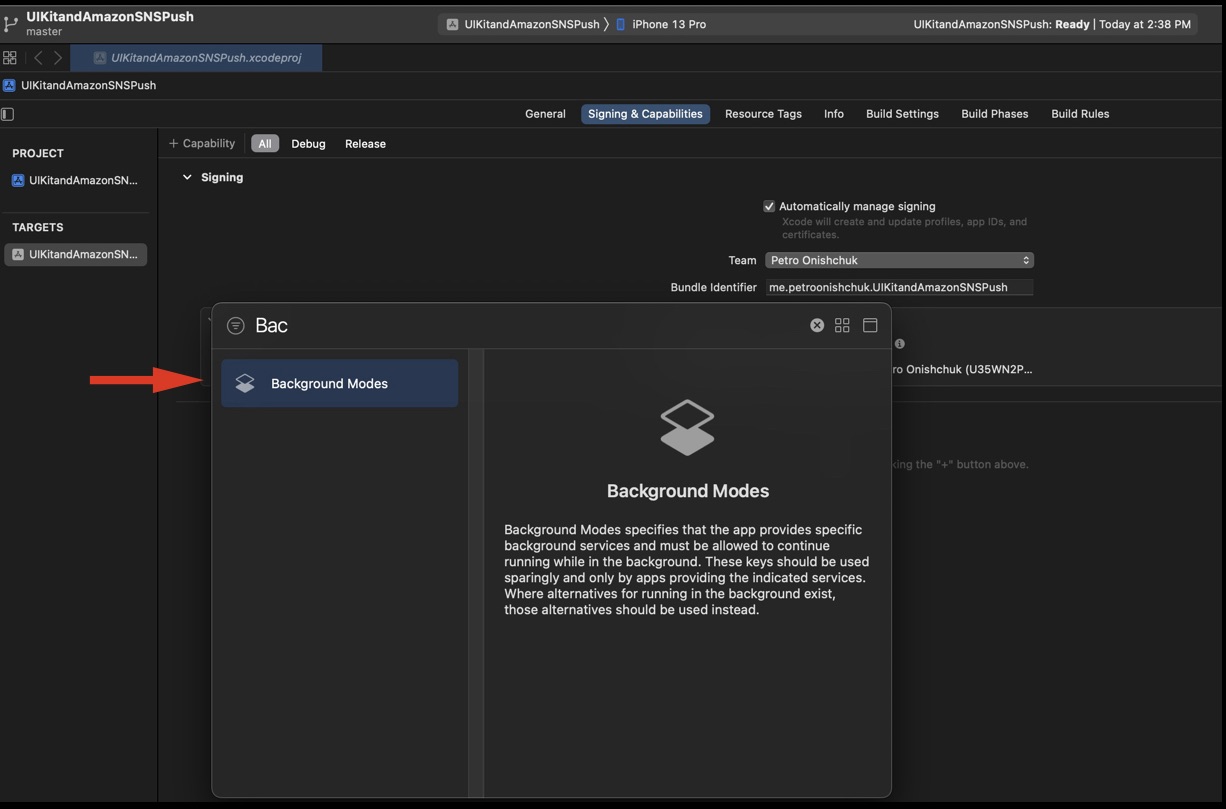 UIKitandAmazonSNSPush
master
UIKitandAmazonSNSPush
iPhone 13 Pro
UIKitandAmazonSNSPush: Ready | Today at 2:38 PM
UIKitandAmazonSNSPush.xcodeproj
UIKitandAmazonSNSPush
General
Signing & Capabilities
Resource Tags
Info
Build Settings
Build Phases
Build Rules
PROJECT
UIKitandAmazonSN...
TARGETS
UIKitandAmazonSN...
+ Capability
All
Debug
Release
Signing
Automatically manage signing
Xcode will create and update profiles, app IDs, and
certificates.
Team
Petro Onishchuk
Bundle Identifier
me.petroonishchuk.UIKitandAmazonSNSPush
ro Onishchuk (U35WN2P...
king the "+" button above.
Bac
Background Modes
Background Modes
Background Modes specifies that the app provides specific
background services and must be allowed to continue
running while in the background. These keys should be used
sparingly and only by apps providing the indicated services.
Where alternatives for running in the background exist,
those alternatives should be used instead.